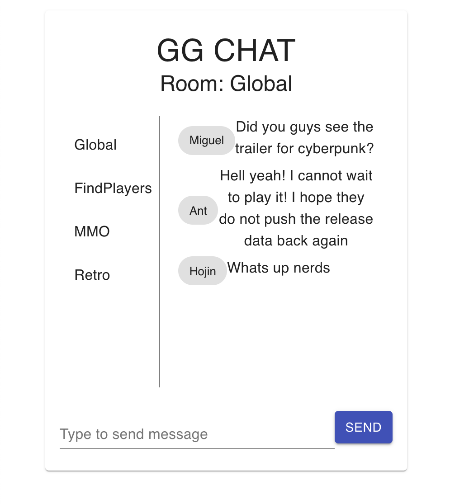 GG CHAT
Room: Global
Global
FindPlayers
MMO
Retro
Miguel
Did you guys see the
trailer for cyberpunk?
Ant
Hell yeah! I cannot wait
to play it! I hope they
do not push the release
data back again
Hojin
Whats up nerds
Type to send message
SEND